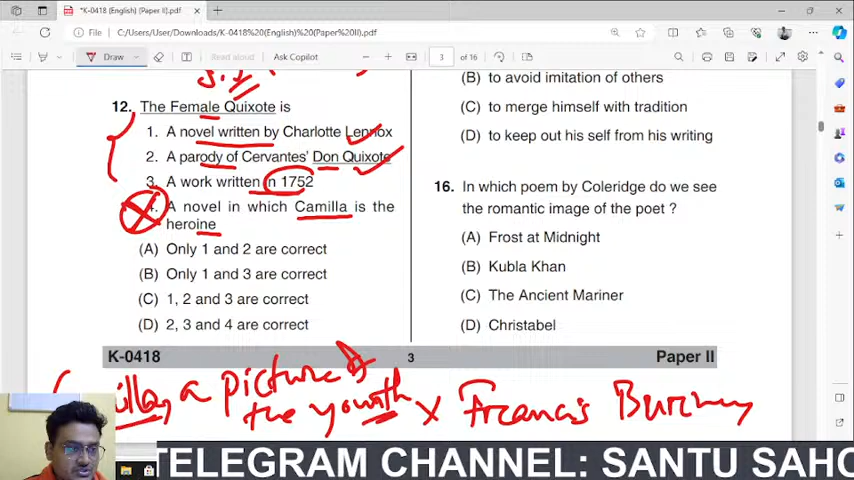 *K-0418 (English) (Paper II).pdf
File C:/Users/User/Downloads/K-0418%20(English)%20(Paper%20II).pdf
Draw Read aloud Ask Copilot 3 of 16
12. The Female Quixote is
1. A novel written by Charlotte Lennox
2. A parody of Cervantes' Don Quixote
3. A work written in 1752
4. A novel in which Camilla is the
heroine
(A) Only 1 and 2 are correct
(B) Only 1 and 3 are correct
(C) 1, 2 and 3 are correct
(D) 2, 3 and 4 are correct
(B) to avoid imitation of others
(C) to merge himself with tradition
(D) to keep out his self from his writing
16. In which poem by Coleridge do we see
the romantic image of the poet ?
(A) Frost at Midnight
(B) Kubla Khan
(C) The Ancient Mariner
(D) Christabel
K-0418 3 Paper II
a picture of
the youth x Francis Burney
TELEGRAM CHANNEL: SANTU SAHO